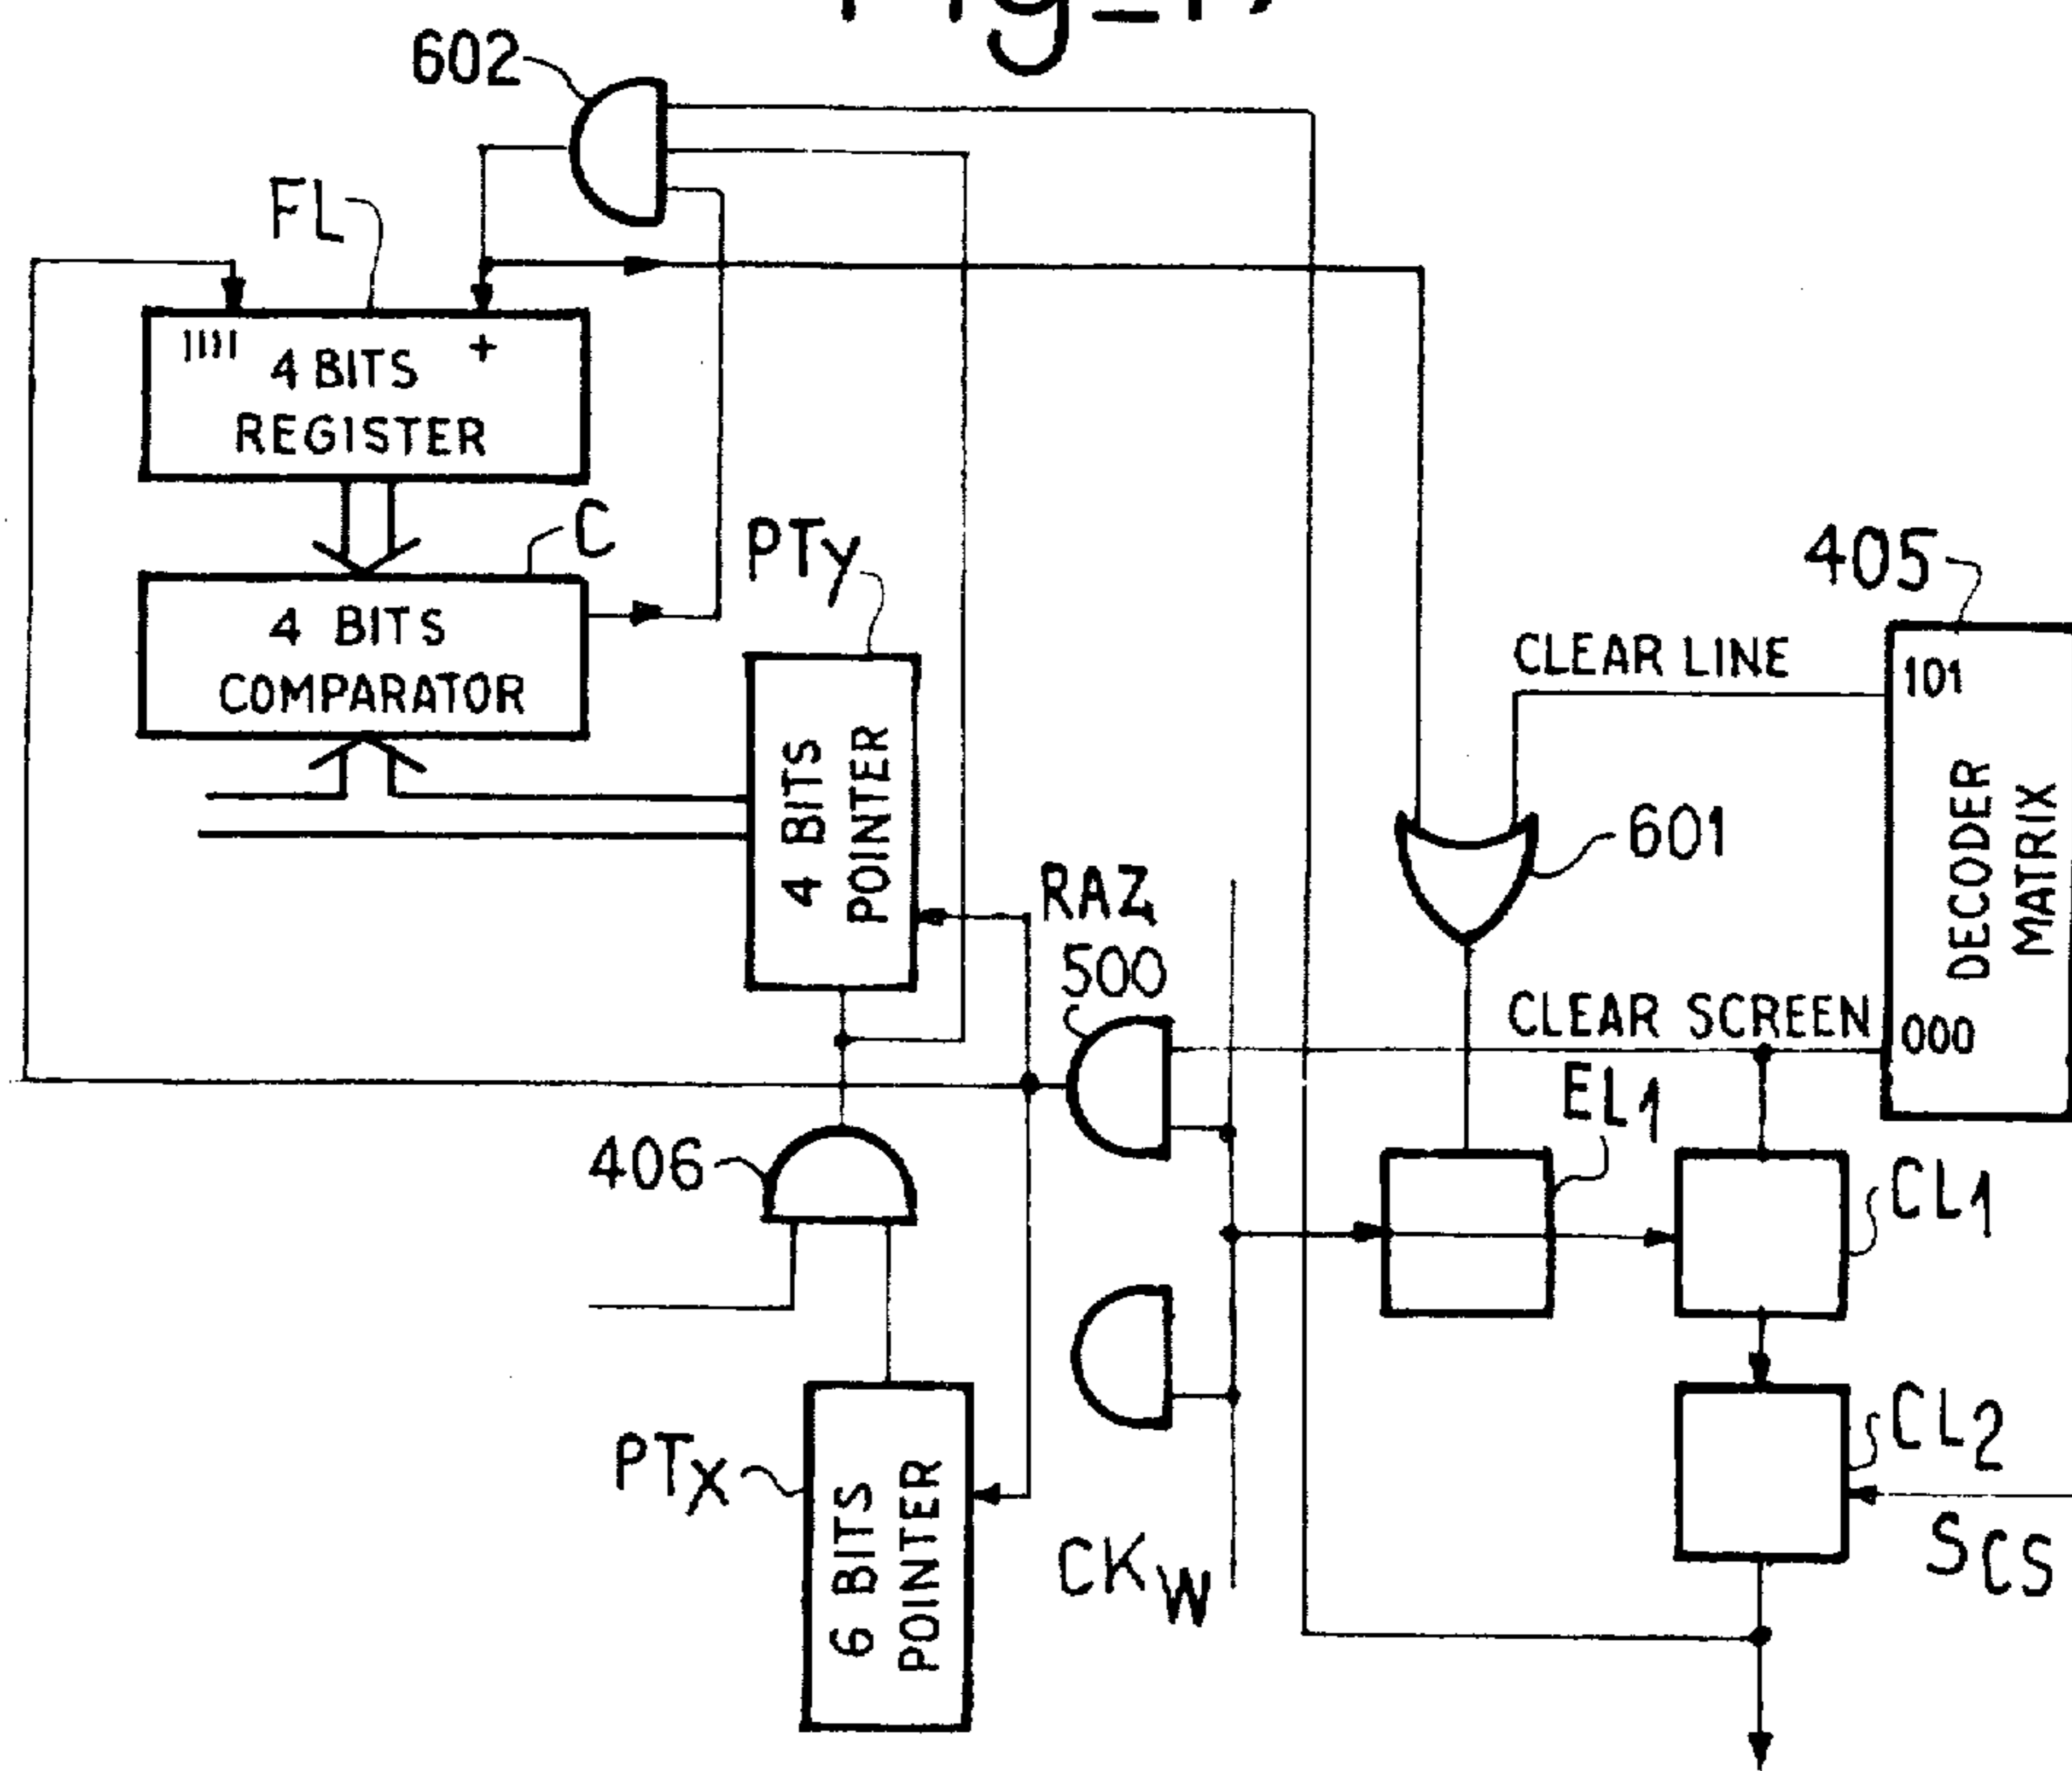 602
FL
1111 +
4 BITS
REGISTER
C
4 BITS
COMPARATOR
PTy
4 BITS
POINTER
405
CLEAR LINE
101
DECODER
MATRIX
601
RAZ
500
CLEAR SCREEN
000
EL1
406
CL1
CL2
PTX
6 BITS
POINTER
CKW
SCS